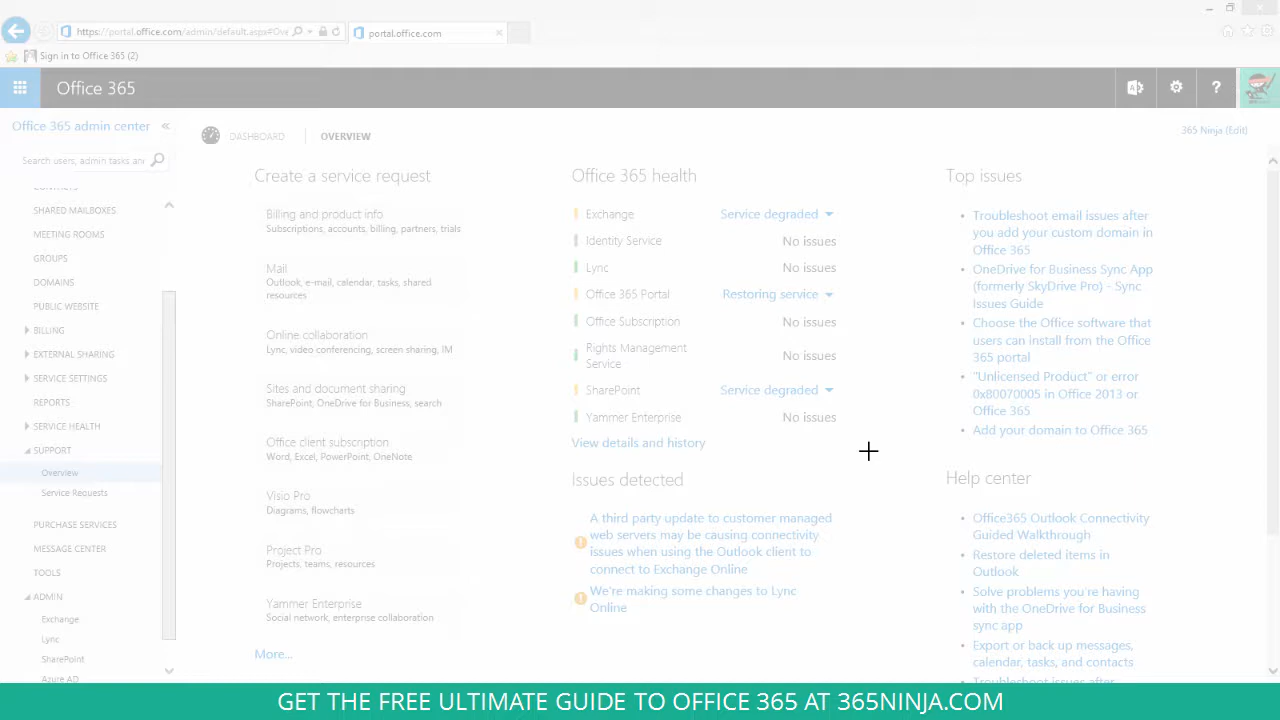 https://portal.office.com/admin/default.aspx#Ove
portal.office.com
Sign in to Office 365 (2)
Office 365
Office 365 admin center
DASHBOARD
OVERVIEW
365 Ninja (Edit)
Search users, admin tasks an
CONTACTS
SHARED MAILBOXES
MEETING ROOMS
GROUPS
DOMAINS
PUBLIC WEBSITE
BILLING
EXTERNAL SHARING
SERVICE SETTINGS
REPORTS
SERVICE HEALTH
SUPPORT
Overview
Service Requests
PURCHASE SERVICES
MESSAGE CENTER
TOOLS
ADMIN
Exchange
Lync
SharePoint
Azure AD
Create a service request
Billing and product info
Subscriptions, accounts, billing, partners, trials
Mail
Outlook, e-mail, calendar, tasks, shared
resources
Online collaboration
Lync, video conferencing, screen sharing, IM
Sites and document sharing
SharePoint, OneDrive for Business, search
Office client subscription
Word, Excel, PowerPoint, OneNote,
Visio Pro
Diagrams, flowcharts
Project Pro
Projects, teams, resources
Yammer Enterprise
Social network, enterprise collaboration
More...
Office 365 health
Exchange Service degraded
Identity Service No issues
Lync No issues
Office 365 Portal Restoring service
Office Subscription No issues
Rights Management
Service No issues
SharePoint Service degraded
Yammer Enterprise No issues
View details and history
Issues detected
A third party update to customer managed
web servers may be causing connectivity
issues when using the Outlook client to
connect to Exchange Online
We're making some changes to Lync
Online
Top issues
Troubleshoot email issues after
you add your custom domain in
Office 365
OneDrive for Business Sync App
(formerly SkyDrive Pro) - Sync
Issues Guide
Choose the Office software that
users can install from the Office
365 portal
"Unlicensed Product" or error
0x80070005 in Office 2013 or
Office 365
Add your domain to Office 365
Help center
Office365 Outlook Connectivity
Guided Walkthrough
Restore deleted items in
Outlook
Solve problems you're having
with the OneDrive for Business
sync app
Export or back up messages,
calendar, tasks, and contacts
Troubleshoot issues after
GET THE FREE ULTIMATE GUIDE TO OFFICE 365 AT 365NINJA.COM